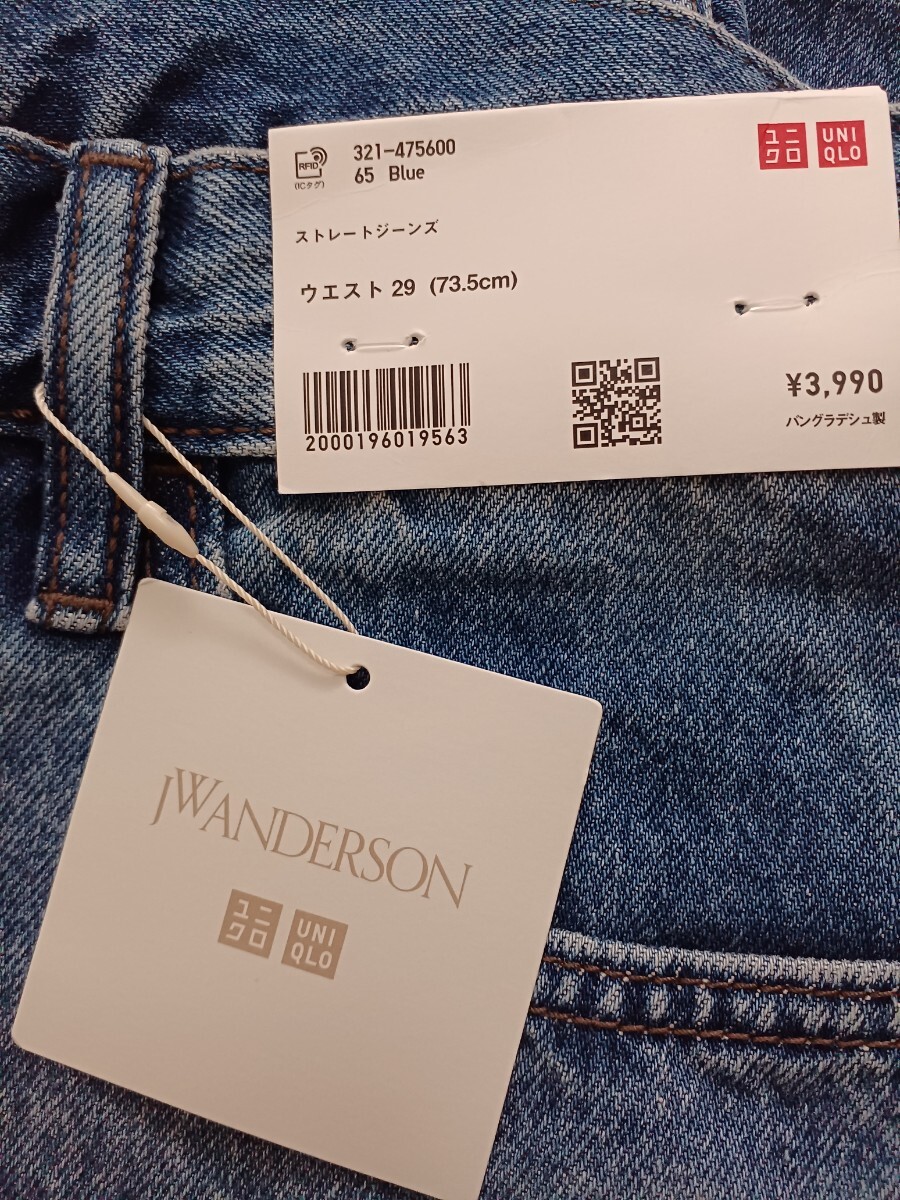 RFID
(ICタグ)
321-475600
65 Blue
ユニ
クロ
UNI
QLO
ストレートジーンズ
ウエスト 29 (73.5cm)
2000196019563
¥3,990
バングラデシュ製
JWANDERSON
ユニ
クロ
UNI
QLO